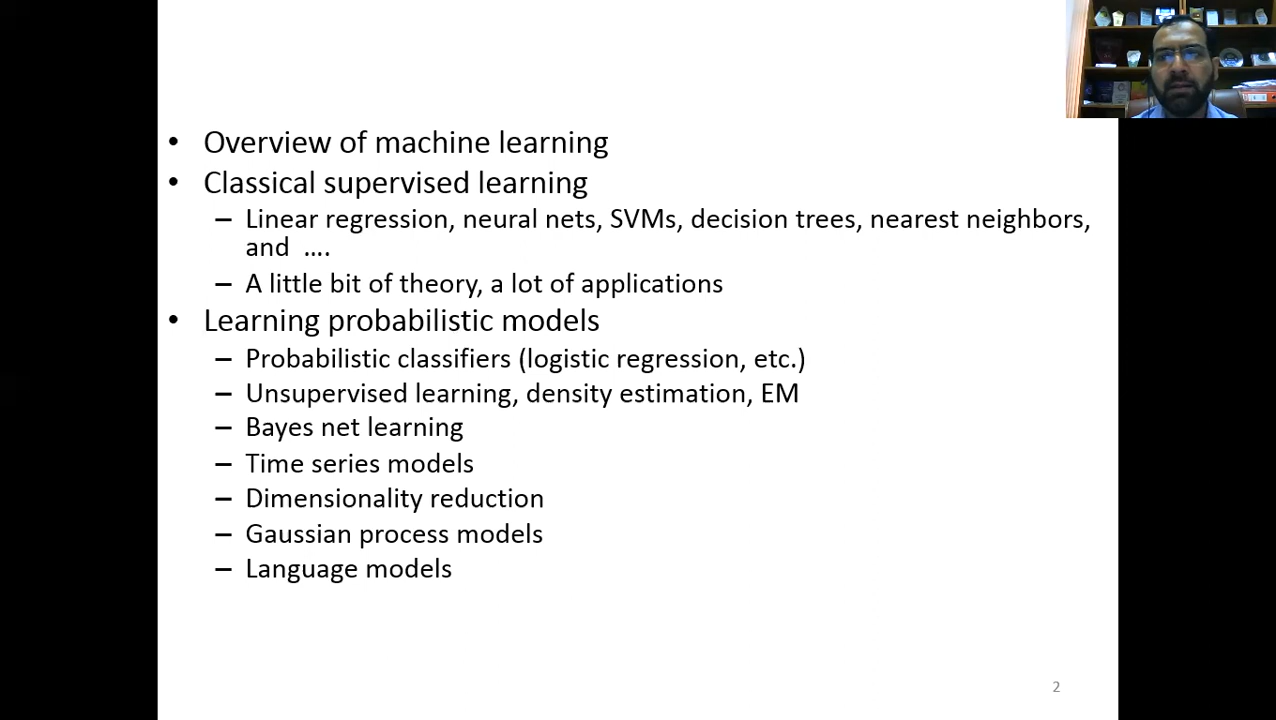 • Overview of machine learning
• Classical supervised learning
– Linear regression, neural nets, SVMs, decision trees, nearest neighbors,
and ….
– A little bit of theory, a lot of applications
• Learning probabilistic models
– Probabilistic classifiers (logistic regression, etc.)
– Unsupervised learning, density estimation, EM
– Bayes net learning
– Time series models
– Dimensionality reduction
– Gaussian process models
– Language models
2